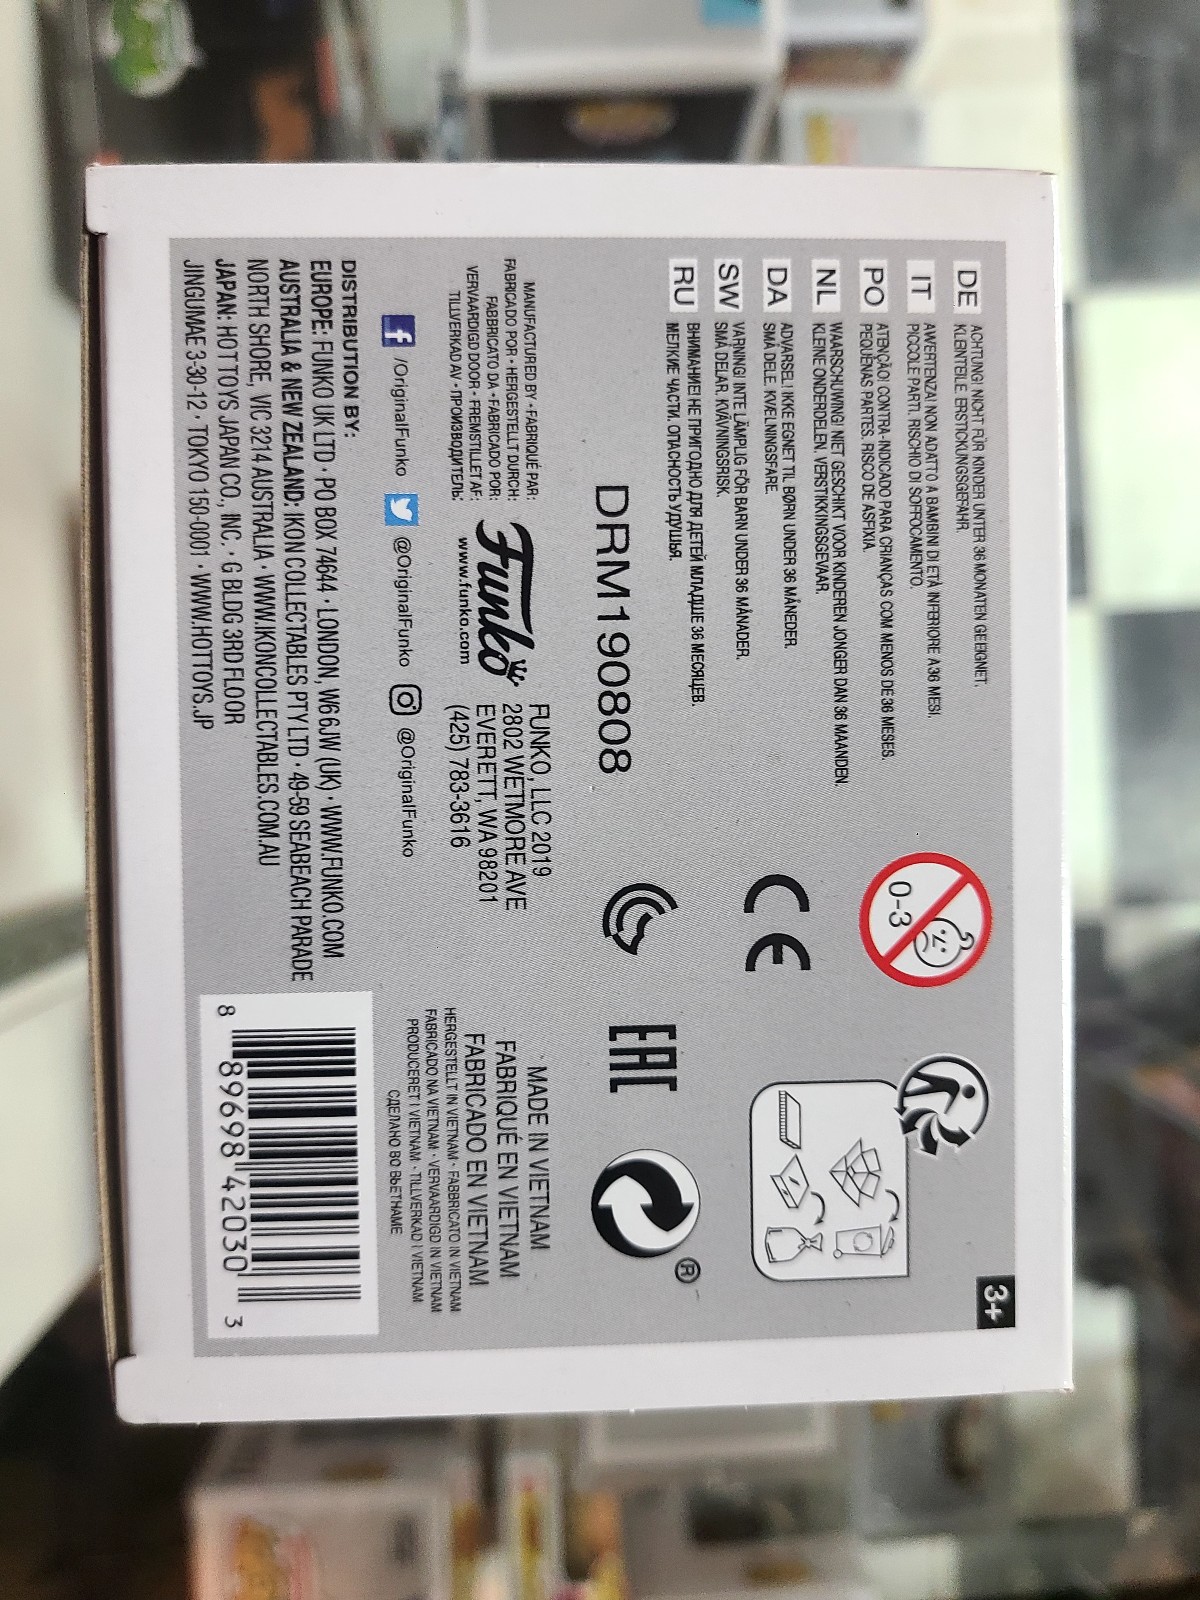 3+
DE ACHTUNG! NICHT FÜR KINDER UNTER 36 MONATEN GEEIGNET.
KLEINTEILE. ERSTICKUNGSGEFAHR.
IT AVVERTENZA! NON ADATTO A BAMBINI DI ETÀ INFERIORE A 36 MESI.
PICCOLE PARTI. RISCHIO DI SOFFOCAMENTO.
PO ATENÇÃO! CONTRA-INDICADO PARA CRIANÇAS COM MENOS DE 36 MESES.
PEQUENAS PARTES. RISCO DE ASFIXIA.
NL WAARSCHUWING! NIET GESCHIKT VOOR KINDEREN JONGER DAN 36 MAANDEN.
KLEINE ONDERDELEN. VERSTIKKINGSGEVAAR.
DA ADVARSEL! IKKE EGNET TIL BØRN UNDER 36 MÅNEDER.
SMÅ DELE. KVÆLNINGSFARE.
SW VARNING! INTE LÄMPLIG FÖR BARN UNDER 36 MÅNADER.
SMÅ DELAR. KVÄVNINGSRISK.
RU ВНИМАНИЕ! НЕ ПРИГОДНО ДЛЯ ДЕТЕЙ МЛАДШЕ 36 МЕСЯЦЕВ.
МЕЛКИЕ ЧАСТИ. ОПАСНОСТЬ УДУШЬЯ.
0-3
CE
EAC
®
DRM190808
MANUFACTURED BY • FABRIQUÉ PAR:
FABRICADO POR • HERGESTELLT DURCH:
FABBRICATO DA • FABRICADO POR:
VERVAARDIGD DOOR • FREMSTILLET AF:
TILLVERKAD AV • ПРОИЗВОДИТЕЛЬ:
Funko
www.funko.com
FUNKO, LLC 2019
2802 WETMORE AVE
EVERETT, WA 98201
(425) 783-3616
MADE IN VIETNAM
FABRIQUÉ EN VIETNAM
FABRICADO EN VIETNAM
HERGESTELLT IN VIETNAM • FABBRICATO IN VIETNAM
FABRICADO NA VIETNAM • VERVAARDIGD IN VIETNAM
PRODUCERET I VIETNAM • TILLVERKAD I VIETNAM
СДЕЛАНО ВО ВЬЕТНАМЕ
f /OriginalFunko @OriginalFunko @OriginalFunko
DISTRIBUTION BY:
EUROPE: FUNKO UK LTD • PO BOX 74644 • LONDON, W6 6JW (UK) • WWW.FUNKO.COM
AUSTRALIA & NEW ZEALAND: IKON COLLECTABLES PTY LTD • 49-59 SEABEACH PARADE
NORTH SHORE, VIC 3214 AUSTRALIA • WWW.IKONCOLLECTABLES.COM.AU
JAPAN: HOT TOYS JAPAN CO., INC. • G BLDG 3RD FLOOR
JINGUMAE 3-30-12 • TOKYO 150-0001 • WWW.HOTTOYS.JP
8 89698 42030 3